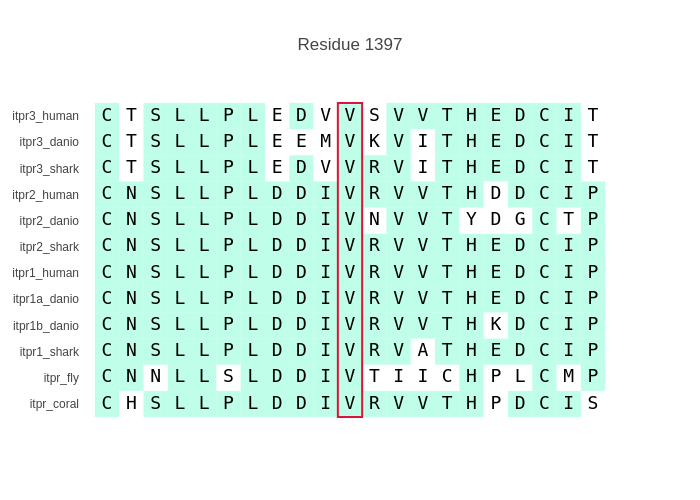 Residue 1397
itpr3_human C T S L L P L E D V V S V V T H E D C I T
itpr3_danio C T S L L P L E E M V K V I T H E D C I T
itpr3_shark C T S L L P L E D V V R V I T H E D C I T
itpr2_human C N S L L P L D D I V R V V T H D D C I P
itpr2_danio C N S L L P L D D I V N V V T Y D G C T P
itpr2_shark C N S L L P L D D I V R V V T H E D C I P
itpr1_human C N S L L P L D D I V R V V T H E D C I P
itpr1a_danio C N S L L P L D D I V R V V T H E D C I P
itpr1b_danio C N S L L P L D D I V R V V T H K D C I P
itpr1_shark C N S L L P L D D I V R V A T H E D C I P
itpr_fly C N N L L S L D D I V T I I C H P L C M P
itpr_coral C H S L L P L D D I V R V V T H P D C I S